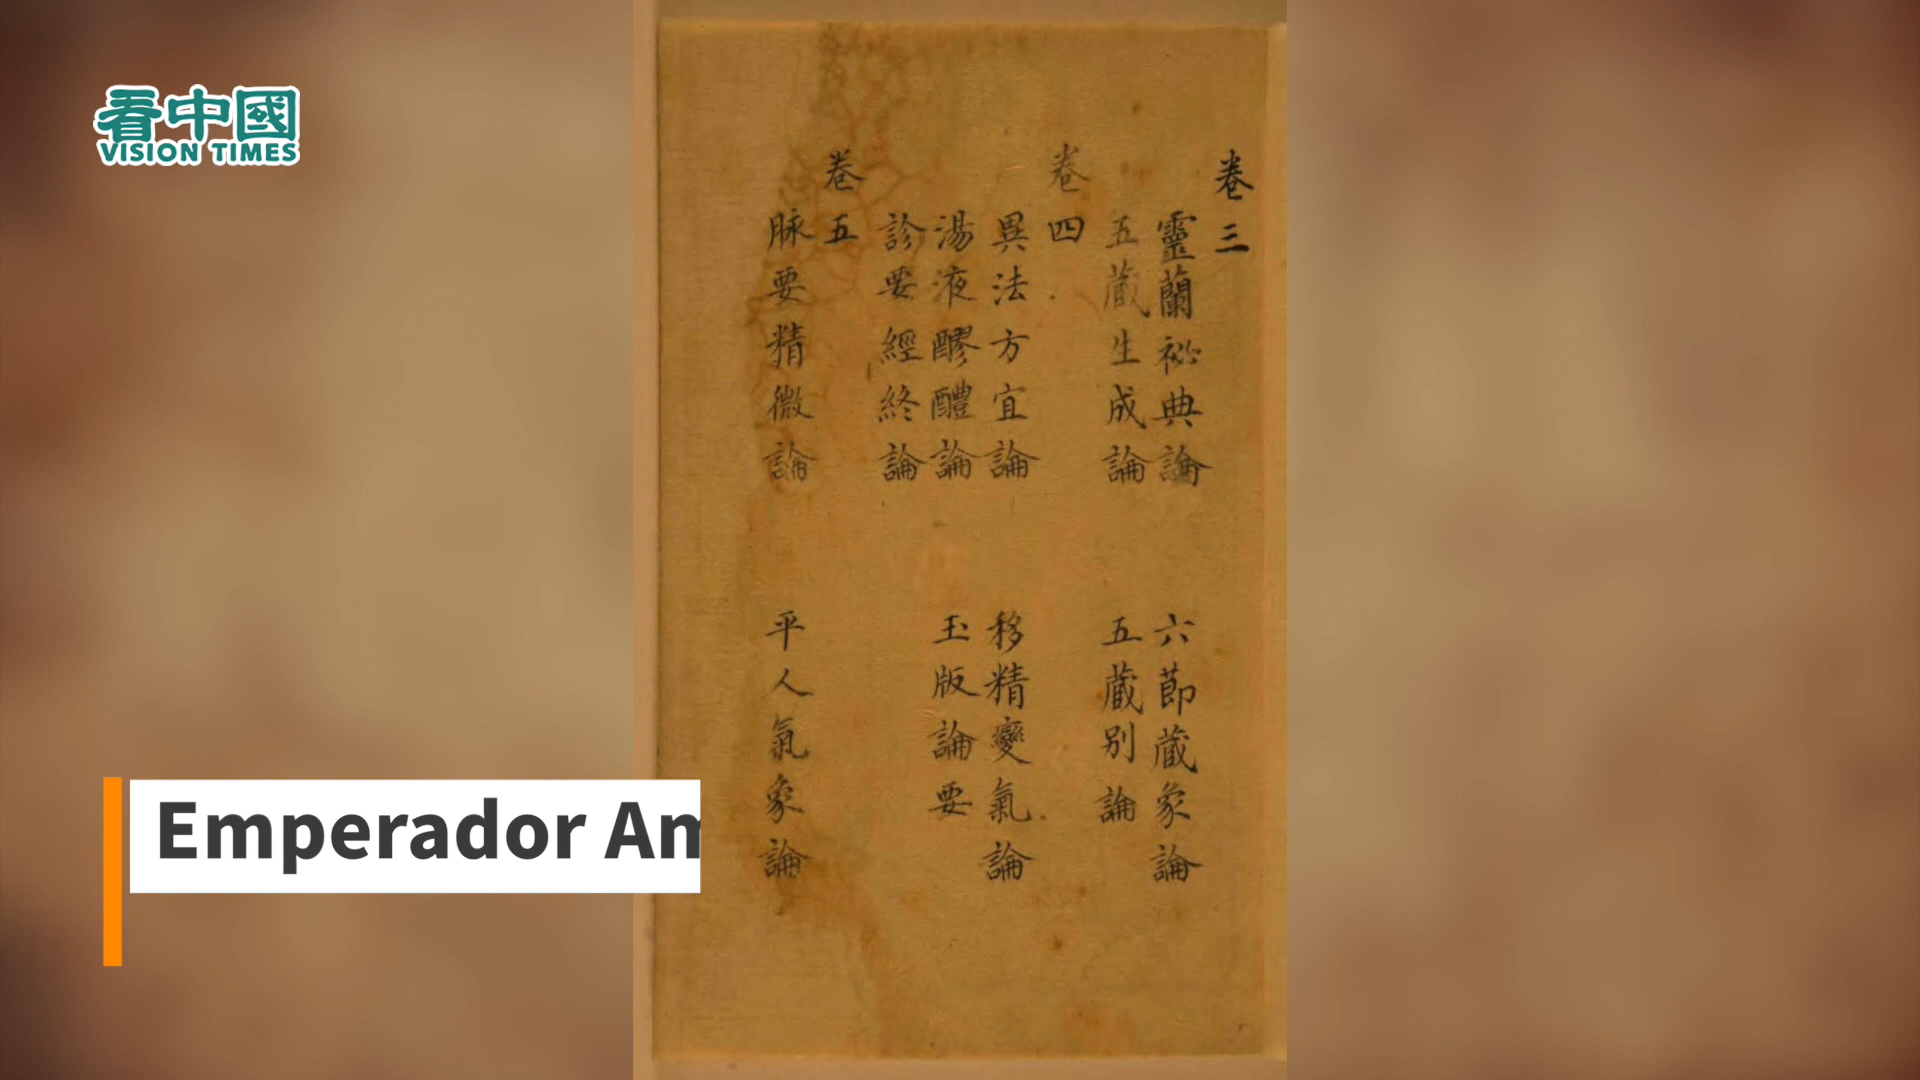 看中國
VISION TIMES
卷三
靈蘭祕典論 六節藏象論
五藏生成論 五藏別論
卷四
異法方宜論 移精變氣論
湯液醪醴論 玉版論要
診要經終論
卷五
脉要精微論 平人氣象論
Emperador Am